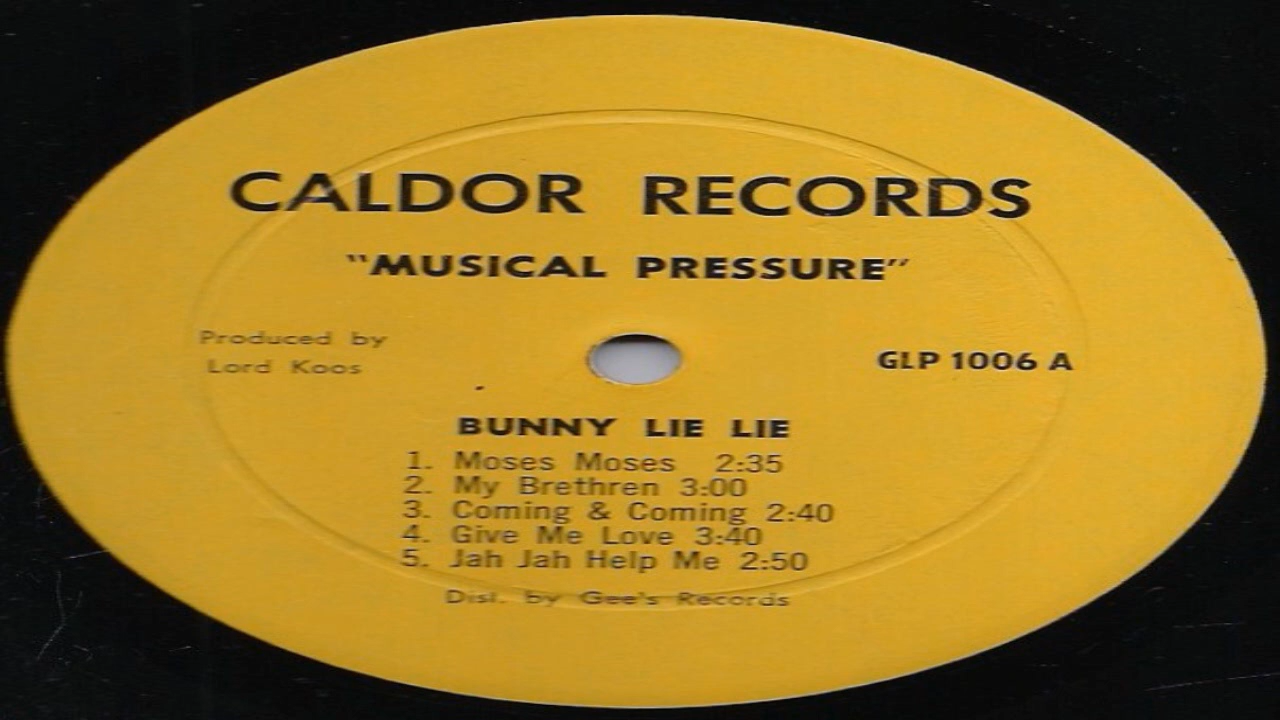 CALDOR RECORDS
"MUSICAL PRESSURE"
Produced by
Lord Koos
GLP 1006 A
BUNNY LIE LIE
1. Moses Moses 2:35
2. My Brethren 3:00
3. Coming & Coming 2:40
4. Give Me Love 3:40
5. Jah Jah Help Me 2:50
Dist. by Gee's Records